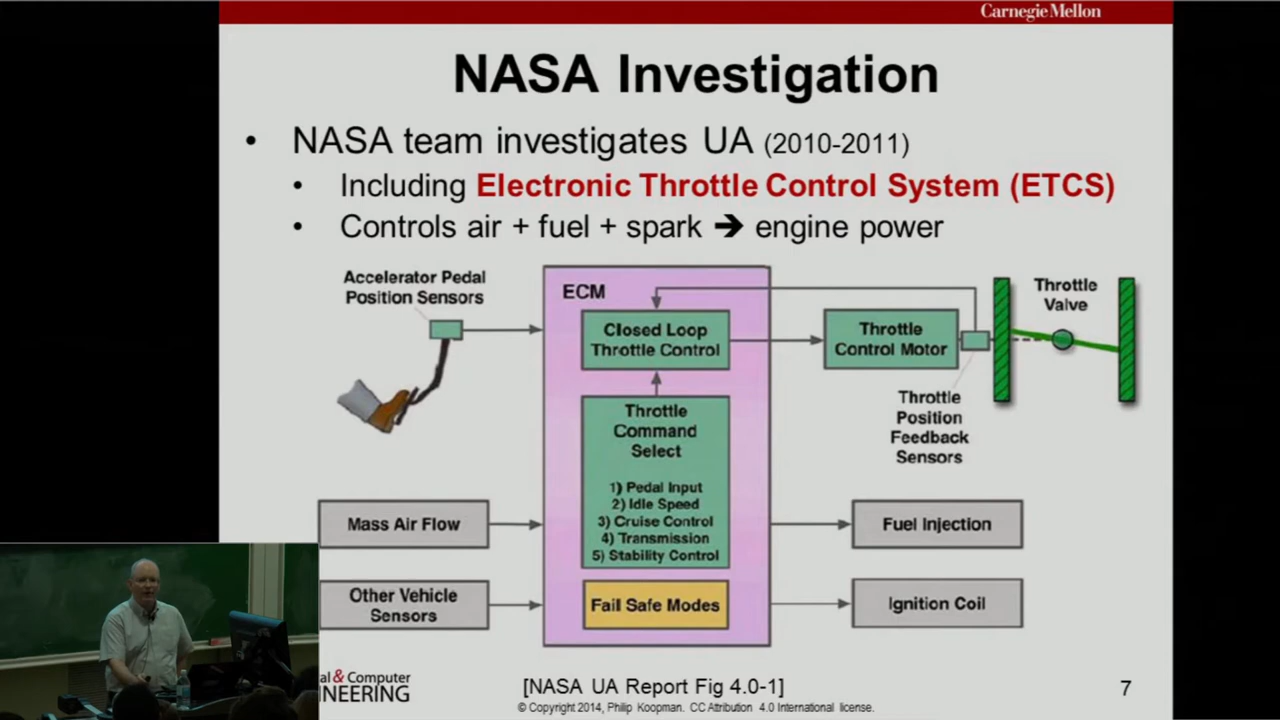 Carnegie Mellon
NASA Investigation
• NASA team investigates UA (2010-2011)
• Including Electronic Throttle Control System (ETCS)
• Controls air + fuel + spark ➔ engine power
Accelerator Pedal
Position Sensors
ECM
Closed Loop
Throttle Control
Throttle
Control Motor
Throttle
Valve
Throttle
Position
Feedback
Sensors
Throttle
Command
Select
1) Pedal Input
2) Idle Speed
3) Cruise Control
4) Transmission
5) Stability Control
Mass Air Flow
Fuel Injection
Other Vehicle
Sensors
Fail Safe Modes
Ignition Coil
al & Computer
NEERING
[NASA UA Report Fig 4.0-1]
7
© Copyright 2014, Philip Koopman. CC Attribution 4.0 International license.